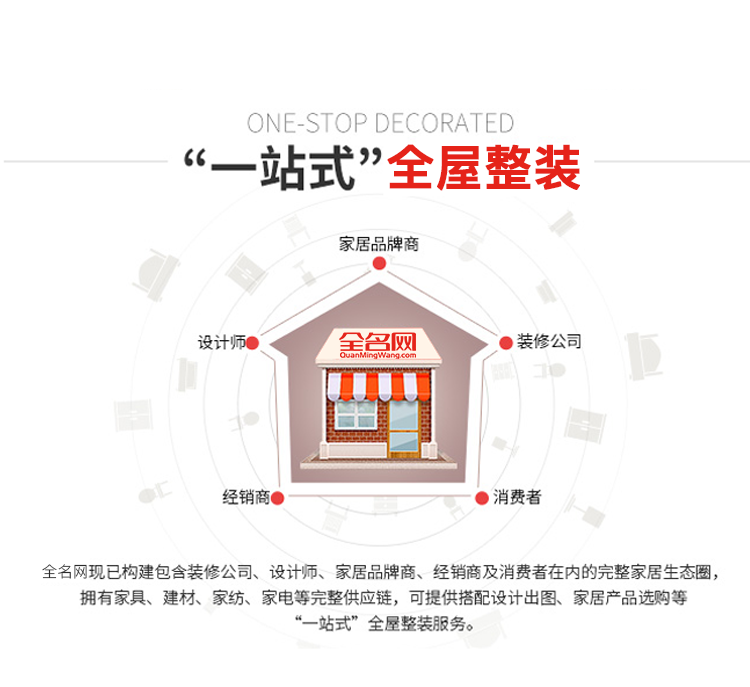 ONE-STOP DECORATED
“一站式”全屋整装
家居品牌商
设计师
装修公司
全名网
QuanMingWang.com
经销商
消费者
全名网现已构建包含装修公司、设计师、家居品牌商、经销商及消费者在内的完整家居生态圈，
拥有家具、建材、家纺、家电等完整供应链，可提供搭配设计出图、家居产品选购等
“一站式”全屋整装服务。